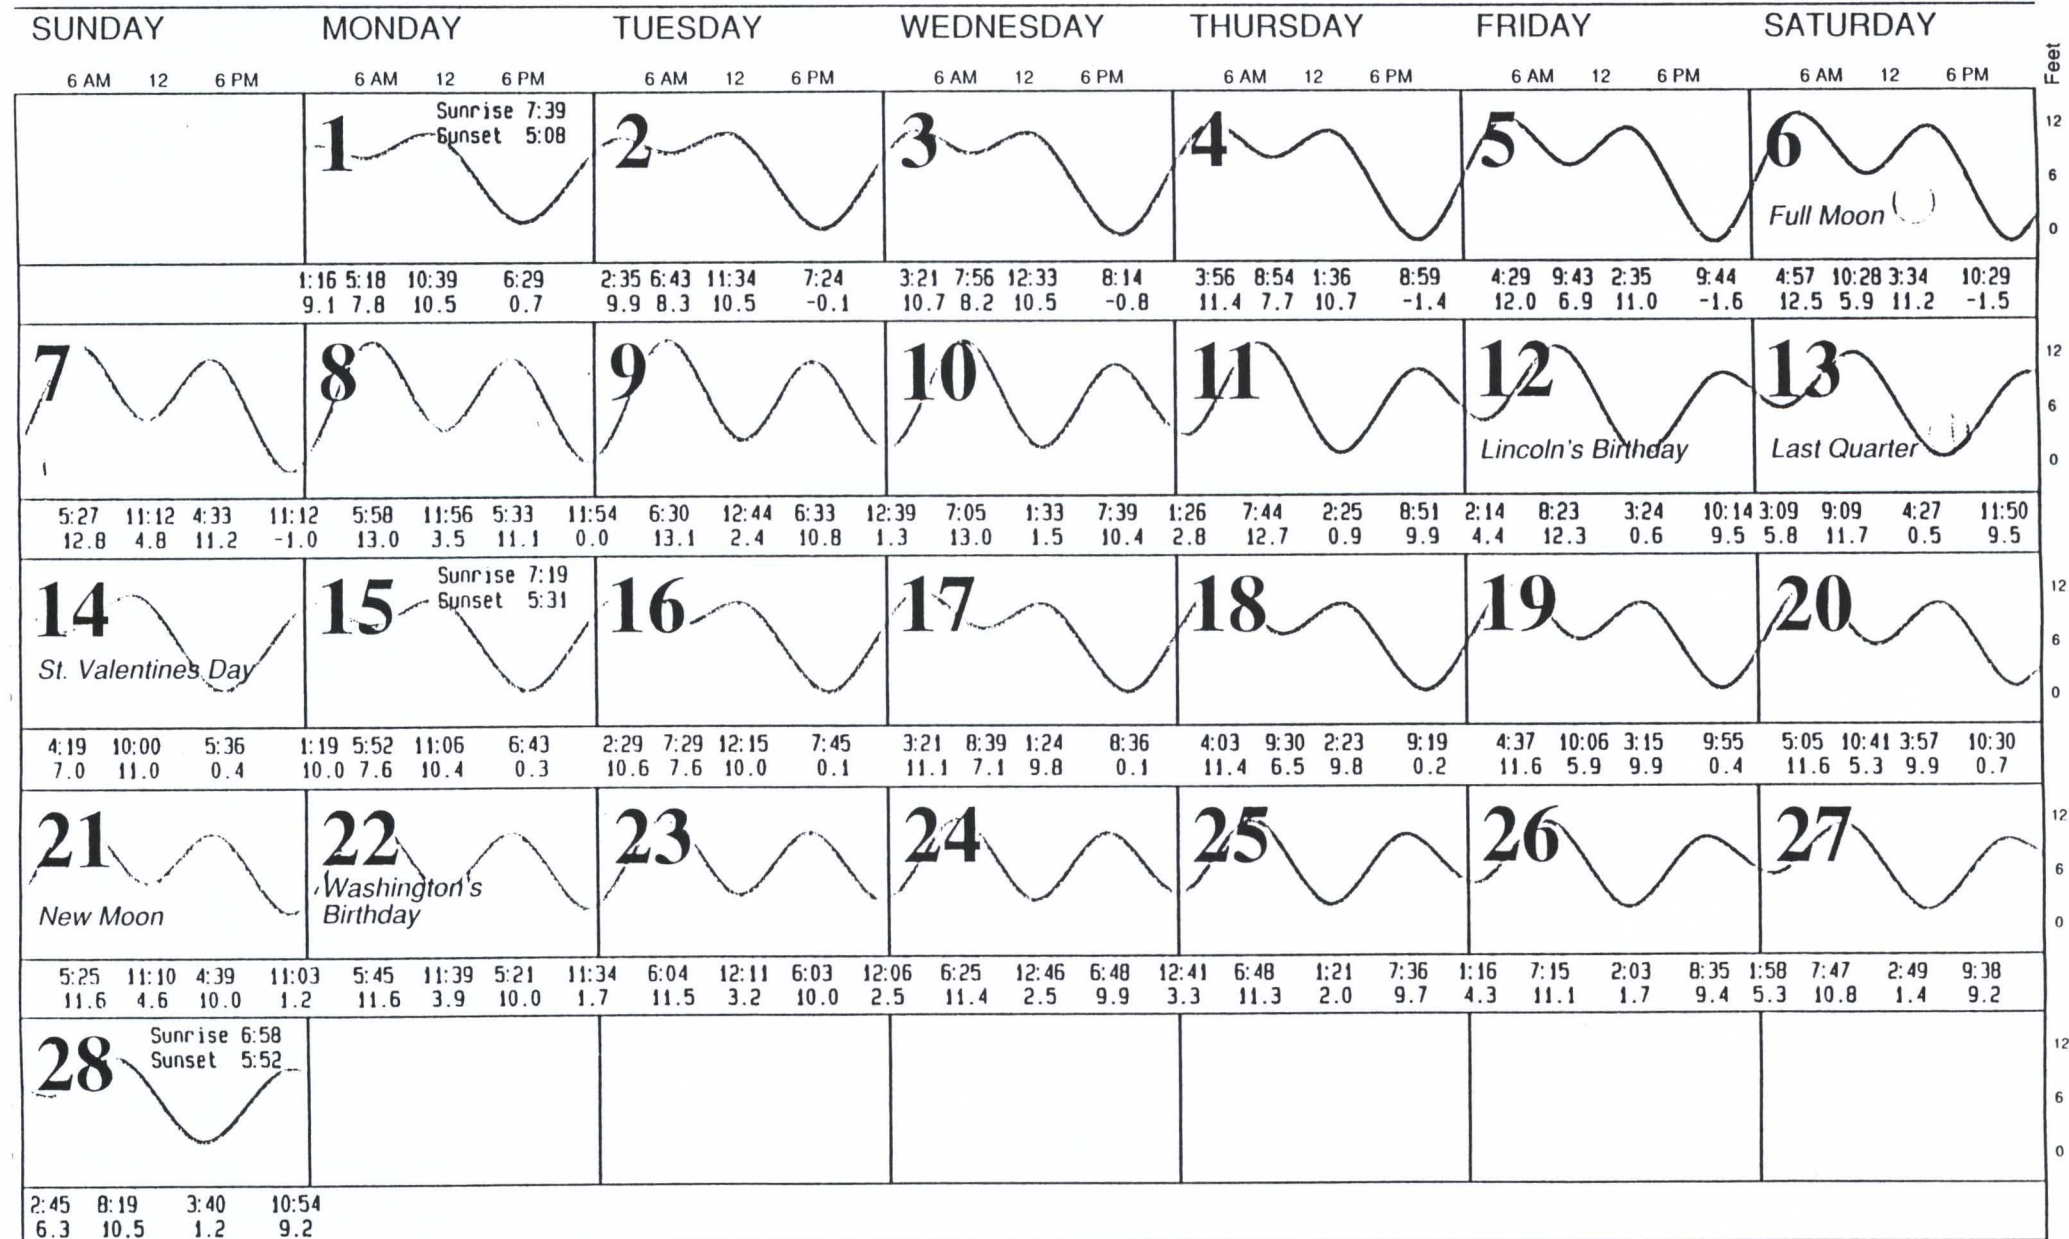 SUNDAY MONDAY TUESDAY WEDNESDAY THURSDAY FRIDAY SATURDAY
6 AM 12 6 PM 6 AM 12 6 PM 6 AM 12 6 PM 6 AM 12 6 PM 6 AM 12 6 PM 6 AM 12 6 PM 6 AM 12 6 PM Feet
1 Sunrise 7:39 2 3 4 5 6 12
Sunset 5:08
6
Full Moon
0
1:16 5:18 10:39 6:29 2:35 6:43 11:34 7:24 3:21 7:56 12:33 8:14 3:56 8:54 1:36 8:59 4:29 9:43 2:35 9:44 4:57 10:28 3:34 10:29
9.1 7.8 10.5 0.7 9.9 8.3 10.5 -0.1 10.7 8.2 10.5 -0.8 11.4 7.7 10.7 -1.4 12.0 6.9 11.0 -1.6 12.5 5.9 11.2 -1.5
7 8 9 10 11 12 13 12
6
Lincoln's Birthday Last Quarter 0
5:27 11:12 4:33 11:12 5:58 11:56 5:33 11:54 6:30 12:44 6:33 12:39 7:05 1:33 7:39 1:26 7:44 2:25 8:51 2:14 8:23 3:24 10:14 3:09 9:09 4:27 11:50
12.8 4.8 11.2 -1.0 13.0 3.5 11.1 0.0 13.1 2.4 10.8 1.3 13.0 1.5 10.4 2.8 12.7 0.9 9.9 4.4 12.3 0.6 9.5 5.8 11.7 0.5 9.5
14 15 Sunrise 7:19 16 17 18 19 20 12
Sunset 5:31
6
St. Valentines Day
0
4:19 10:00 5:36 1:19 5:52 11:06 6:43 2:29 7:29 12:15 7:45 3:21 8:39 1:24 8:36 4:03 9:30 2:23 9:19 4:37 10:06 3:15 9:55 5:05 10:41 3:57 10:30
7.0 11.0 0.4 10.0 7.6 10.4 0.3 10.6 7.6 10.0 0.1 11.1 7.1 9.8 0.1 11.4 6.5 9.8 0.2 11.6 5.9 9.9 0.4 11.6 5.3 9.9 0.7
21 22 23 24 25 26 27 12
6
Washington's
New Moon Birthday 0
5:25 11:10 4:39 11:03 5:45 11:39 5:21 11:34 6:04 12:11 6:03 12:06 6:25 12:46 6:48 12:41 6:48 1:21 7:36 1:16 7:15 2:03 8:35 1:58 7:47 2:49 9:38
11.6 4.6 10.0 1.2 11.6 3.9 10.0 1.7 11.5 3.2 10.0 2.5 11.4 2.5 9.9 3.3 11.3 2.0 9.7 4.3 11.1 1.7 9.4 5.3 10.8 1.4 9.2
28 Sunrise 6:58 12
Sunset 5:52
6
0
2:45 8:19 3:40 10:54
6.3 10.5 1.2 9.2